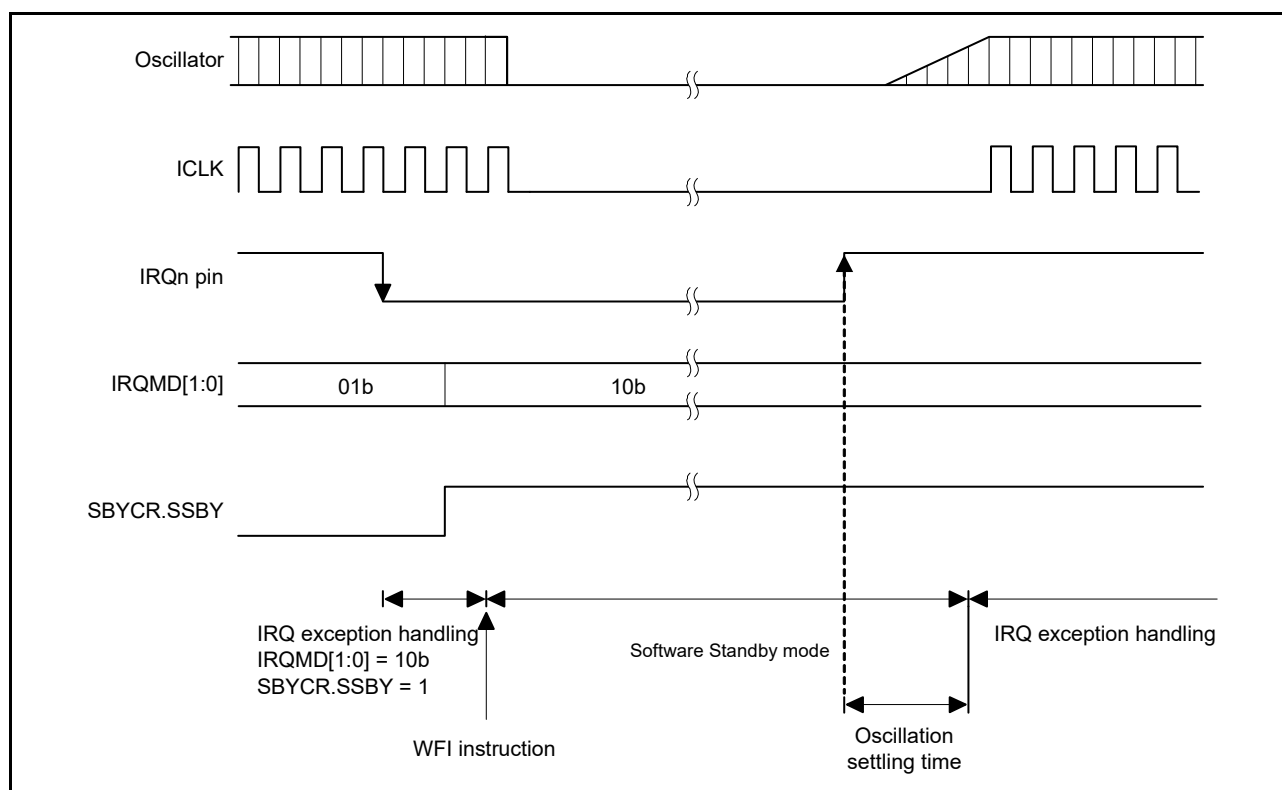 Oscillator
ICLK
IRQn pin
IRQMD[1:0]
01b
10b
SBYCR.SSBY
IRQ exception handling
IRQMD[1:0] = 10b
SBYCR.SSBY = 1
WFI instruction
Software Standby mode
Oscillation
settling time
IRQ exception handling